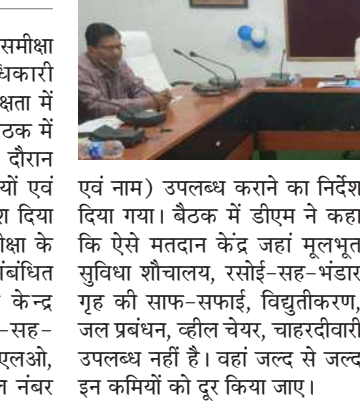 समीक्षा
धिकारी
क्षता में
ठक में
दौरान
यों एवं
श दिया
ीक्षा के
ंबंधित
केन्द्र
-सह-
एलओ,
नंबर
एवं नाम) उपलब्ध कराने का निर्देश
दिया गया। बैठक में डीएम ने कहा
कि ऐसे मतदान केंद्र जहां मूलभूत
सुविधा शौचालय, रसोई-सह-भंडार
गृह की साफ-सफाई, विद्युतीकरण,
जल प्रबंधन, व्हील चेयर, चाहरदीवारी
उपलब्ध नहीं है। वहां जल्द से जल्द
इन कमियों को दूर किया जाए।